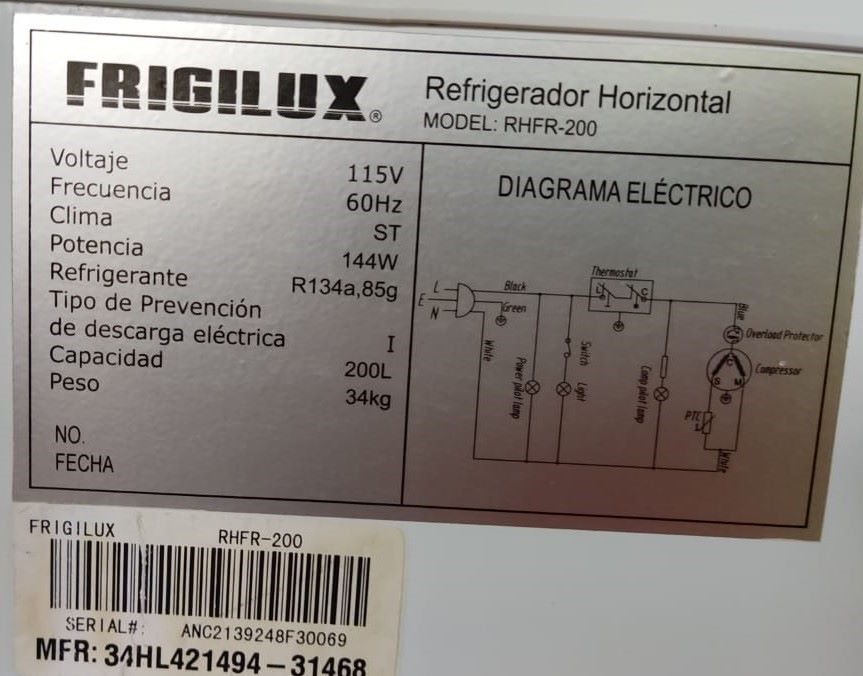 FRIGILUX®
Refrigerador Horizontal
MODEL: RHFR-200
Voltaje 115V
Frecuencia 60Hz
Clima ST
Potencia 144W
Refrigerante R134a,85g
Tipo de Prevención
de descarga eléctrica I
Capacidad 200L
Peso 34kg
NO.
FECHA
DIAGRAMA ELÉCTRICO
Thermostat
L C
L
E
N
Black
Green
White
Power pilot lamp
Switch
Light
Comp pilot lamp
Blue
Overload Protector
Compressor
C
S M
PTC
White
FRIGILUX RHFR-200
SERIAL#: ANC2139248F30069
MFR: 34HL421494-31468